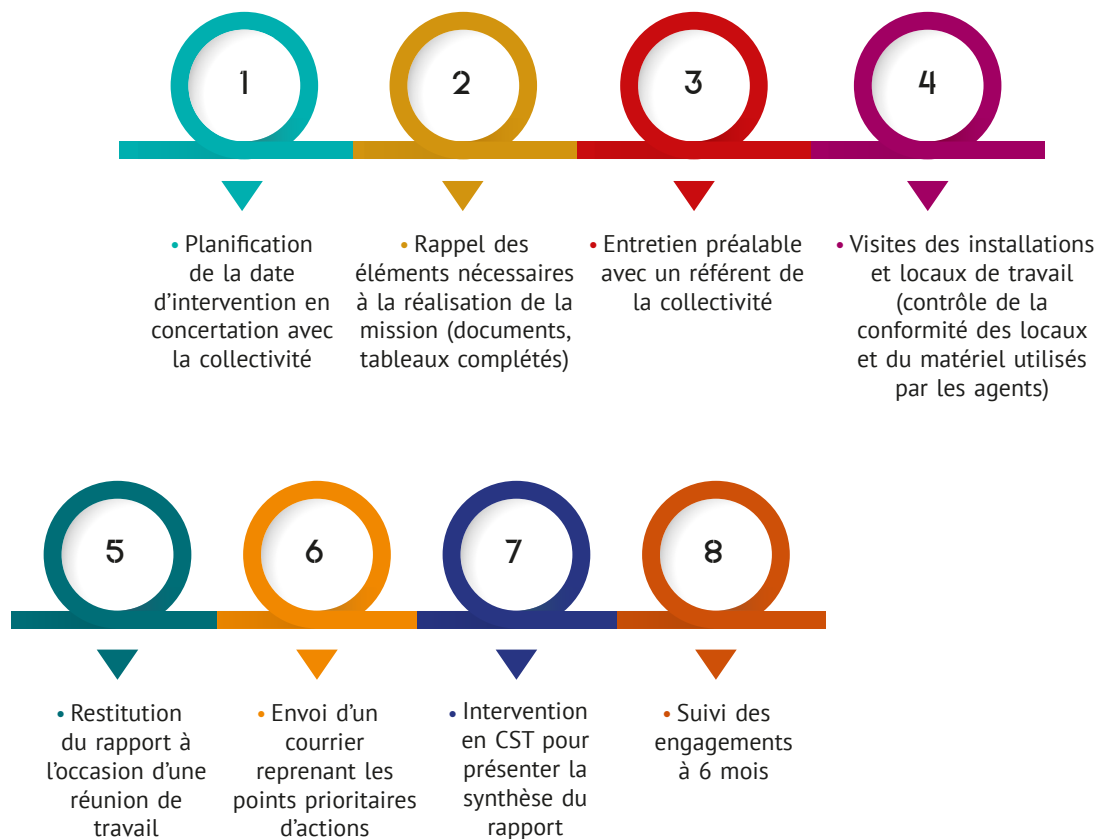 1
2
3
4
• Planification
de la date
d’intervention en
concertation avec
la collectivité
• Rappel des
éléments nécessaires
à la réalisation de la
mission (documents,
tableaux complétés)
• Entretien préalable
avec un référent de
la collectivité
• Visites des installations
et locaux de travail
(contrôle de la
conformité des locaux
et du matériel utilisés
par les agents)
5
6
7
8
• Restitution
du rapport à
l’occasion d’une
réunion de
travail
• Envoi d’un
courrier
reprenant les
points prioritaires
d’actions
• Intervention
en CST pour
présenter la
synthèse du
rapport
• Suivi des
engagements
à 6 mois